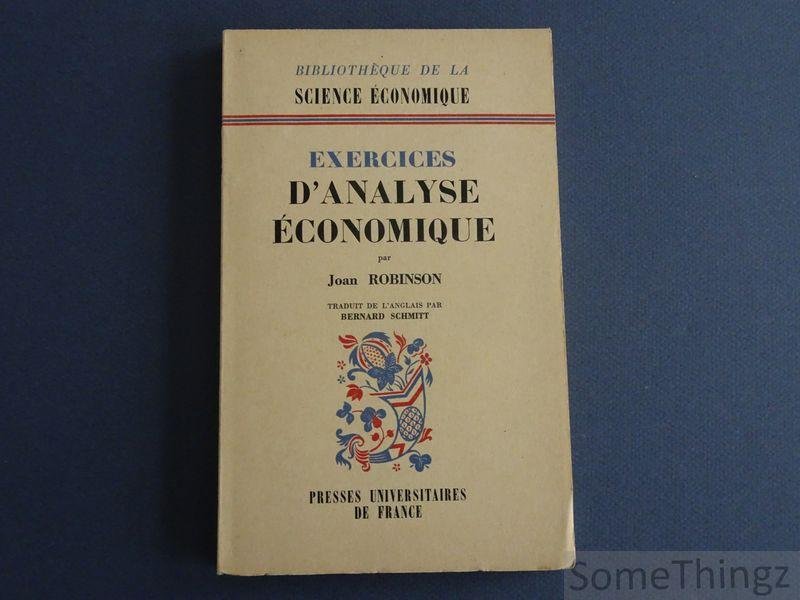 BIBLIOTHÈQUE DE LA
SCIENCE ÉCONOMIQUE
EXERCICES
D'ANALYSE
ÉCONOMIQUE
par
Joan ROBINSON
TRADUIT DE L'ANGLAIS PAR
BERNARD SCHMITT
PRESSES UNIVERSITAIRES
DE FRANCE
SomeThingz